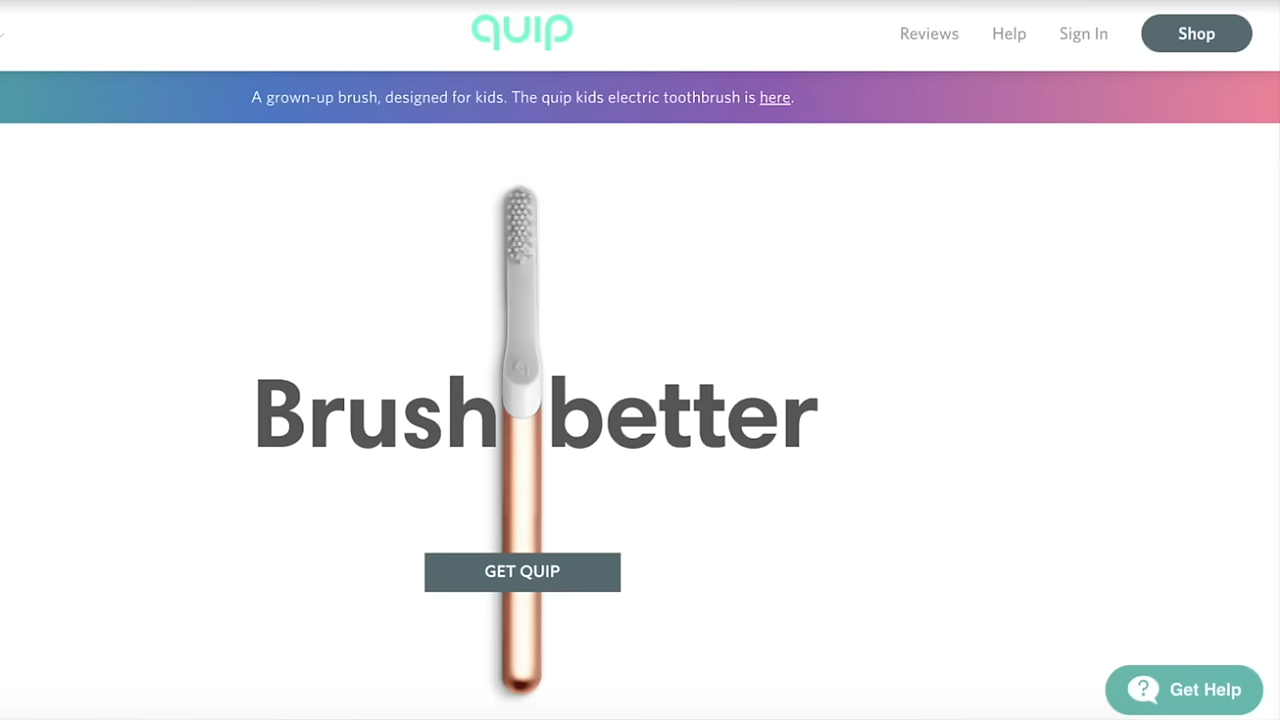 quip
Reviews Help Sign In Shop
A grown-up brush, designed for kids. The quip kids electric toothbrush is here.
Brush better
GET QUIP
? Get Help